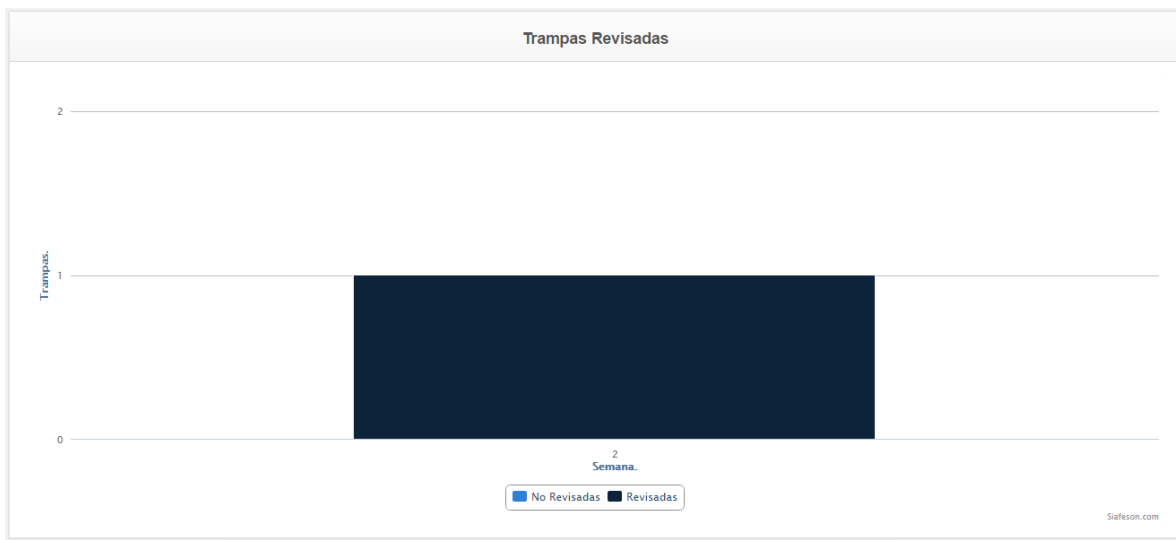 Trampas Revisadas
2
Trampas.
1
0
2
Semana.
No Revisadas Revisadas
Siafeson.com